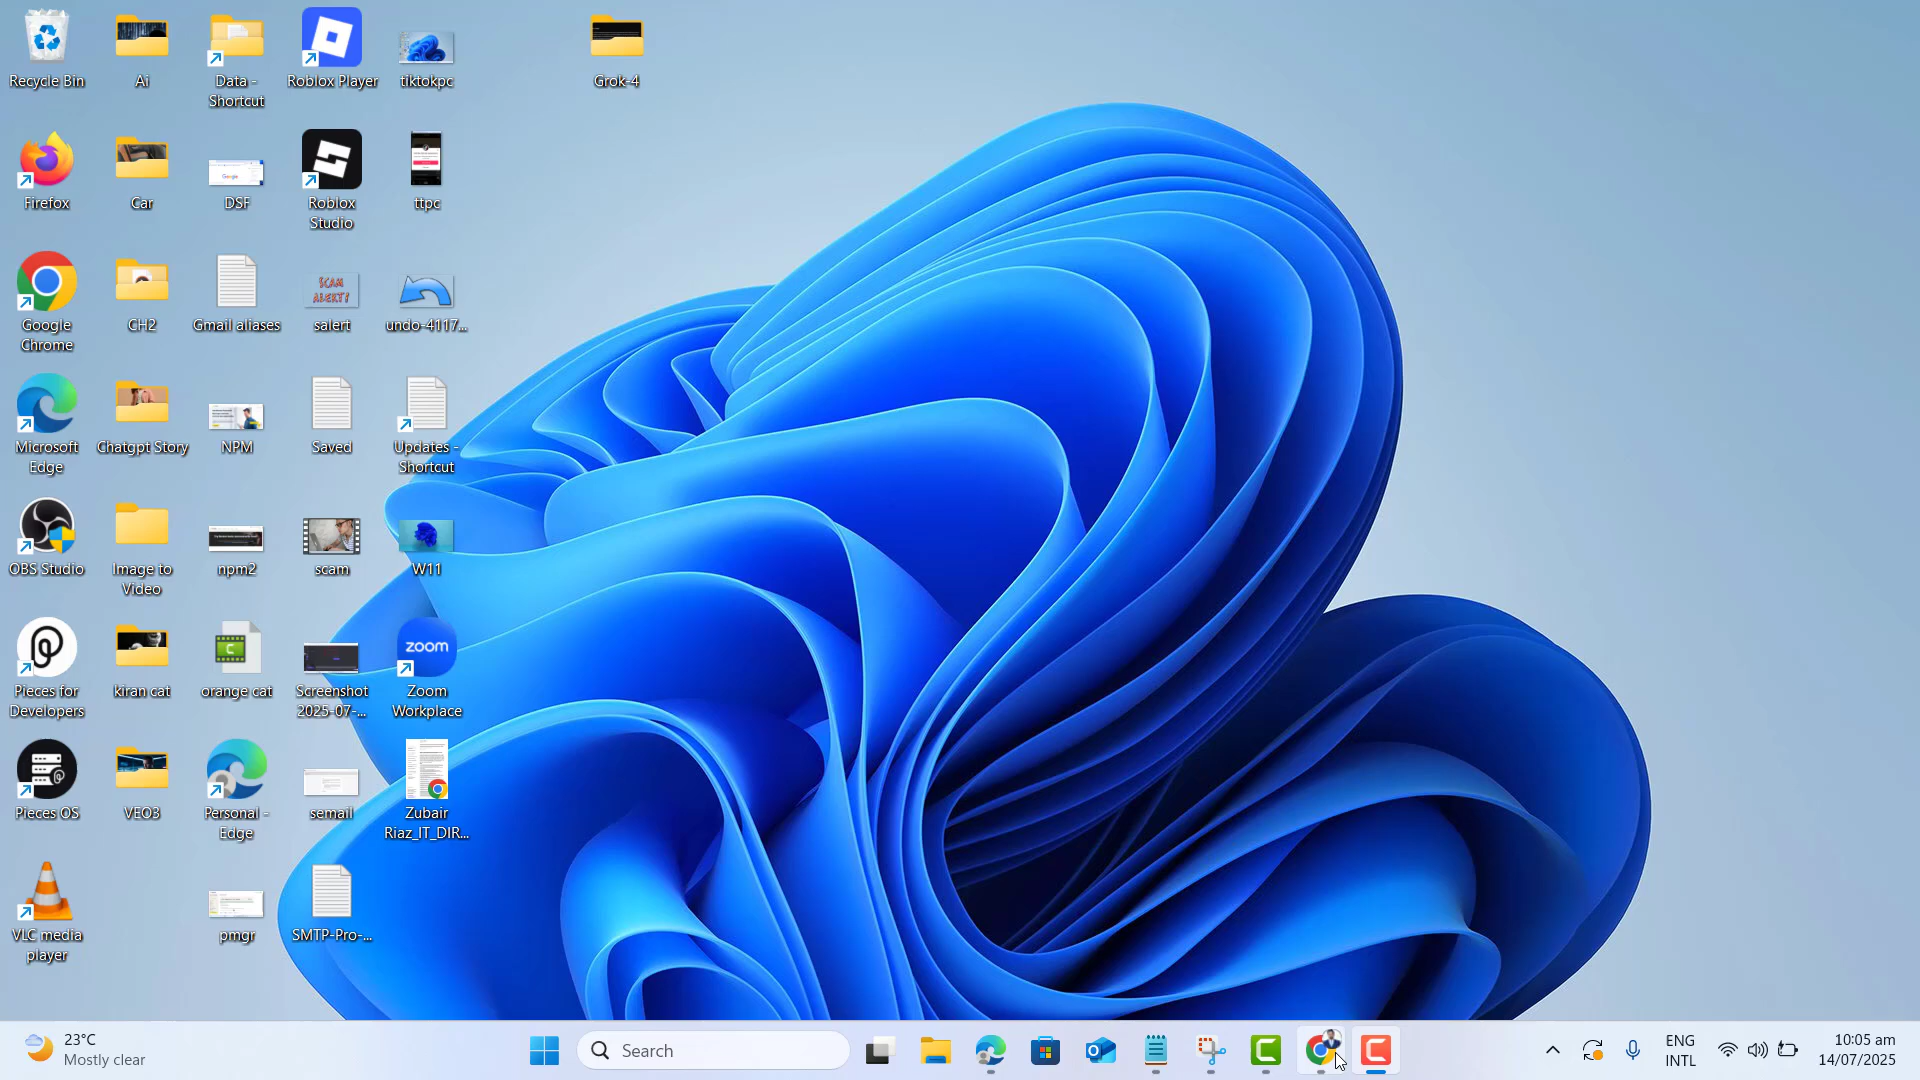 Recycle Bin
Ai
Data -
Shortcut
Roblox Player
tiktokpc
Grok-4
Firefox
Car
DSF
Roblox
Studio
ttpc
Google
Chrome
CH2
Gmail aliases
SCAM
ALERT!
salert
undo-4117...
Microsoft
Edge
Chatgpt Story
NPM
Saved
Updates -
Shortcut
OBS Studio
Image to
Video
npm2
scam
W11
Pieces for
Developers
kiran cat
orange cat
Screenshot
2025-07-...
zoom
Zoom
Workplace
Pieces OS
VEO3
Personal -
Edge
semail
Zubair
Riaz_IT_DIR...
VLC media
player
pmgr
SMTP-Pro-...
23°C
Mostly clear
Search
ENG
INTL
10:05 am
14/07/2025